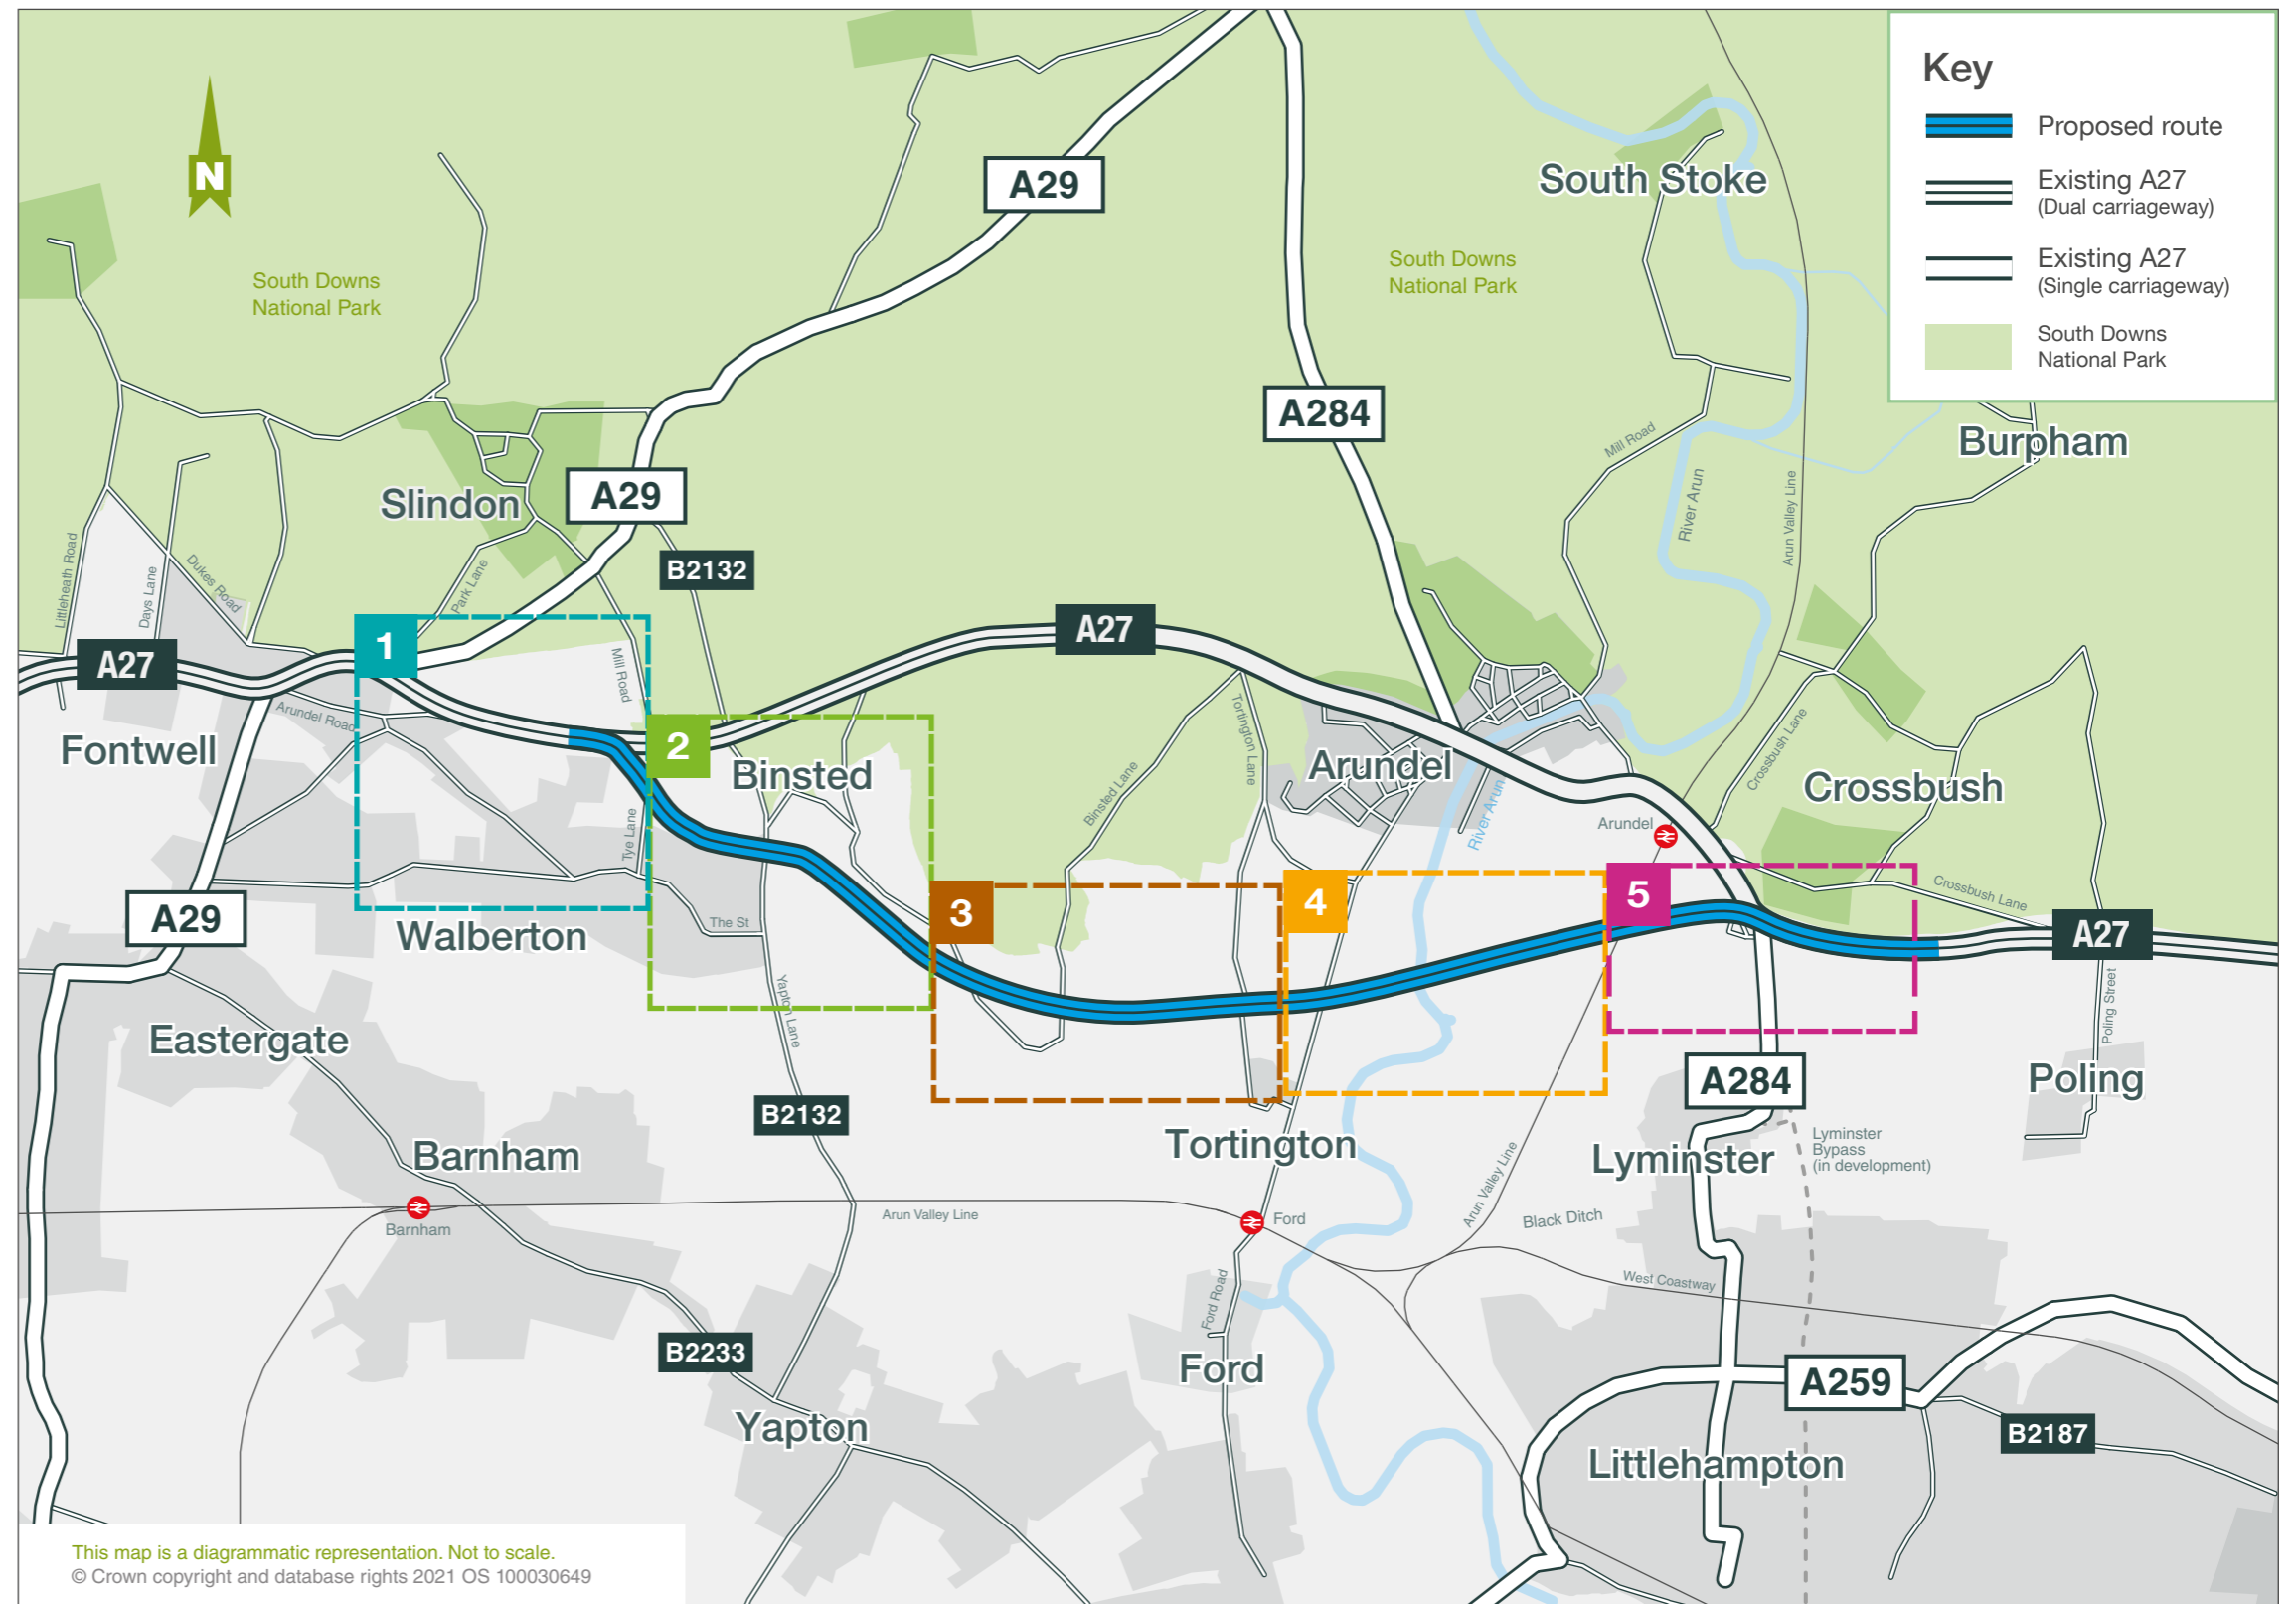 Key
Proposed route
Existing A27
(Dual carriageway)
Existing A27
(Single carriageway)
South Downs
National Park
N
A29
South Stoke
South Downs
National Park
South Downs
National Park
A284
Mill Road
Burpham
River Arun
Arun Valley Line
Slindon
A29
B2132
Littleheath Road
Days Lane
Dukes Road
Park Lane
A27
1
Mill Road
A27
Arundel Road
Fontwell
2
Binsted
Tortington Lane
Binsted Lane
Arundel
River Arun
Arundel
Crossbush Lane
Crossbush
Tye Lane
A29
Walberton
The St
3
4
5
Crossbush Lane
A27
Yapton Lane
Eastergate
Poling Street
A284
Poling
B2132
Barnham
Tortington
Lyminster
Lyminster
Bypass
(in development)
Arun Valley Line
Barnham
Arun Valley Line
Ford
Black Ditch
West Coastway
Ford Road
B2233
Ford
A259
Yapton
Littlehampton
B2187
This map is a diagrammatic representation. Not to scale.
© Crown copyright and database rights 2021 OS 100030649